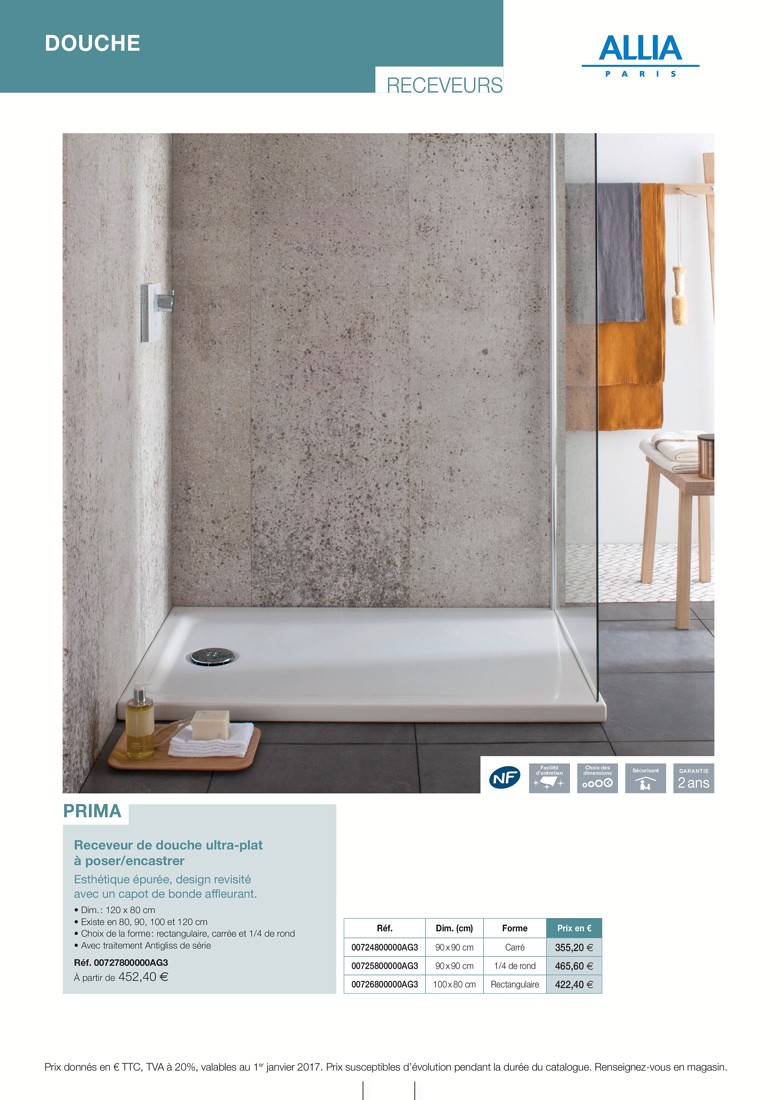 DOUCHE
RECEVEURS
ALLIA
PARIS
NF
Facilité
d'entretien
Choix des
dimensions
Sécurisant
GARANTIE
2 ans
PRIMA
Receveur de douche ultra-plat
à poser/encastrer
Esthétique épurée, design revisité
avec un capot de bonde affleurant.
• Dim. : 120 x 80 cm
• Existe en 80, 90, 100 et 120 cm
• Choix de la forme : rectangulaire, carrée et 1/4 de rond
• Avec traitement Antigliss de série
Réf. 00727800000AG3
À partir de 452,40 €
Réf. Dim. (cm) Forme Prix en €
00724800000AG3 90 x 90 cm Carré 355,20 €
00725800000AG3 90 x 90 cm 1/4 de rond 465,60 €
00726800000AG3 100 x 80 cm Rectangulaire 422,40 €
Prix donnés en € TTC, TVA à 20%, valables au 1er janvier 2017. Prix susceptibles d'évolution pendant la durée du catalogue. Renseignez-vous en magasin.